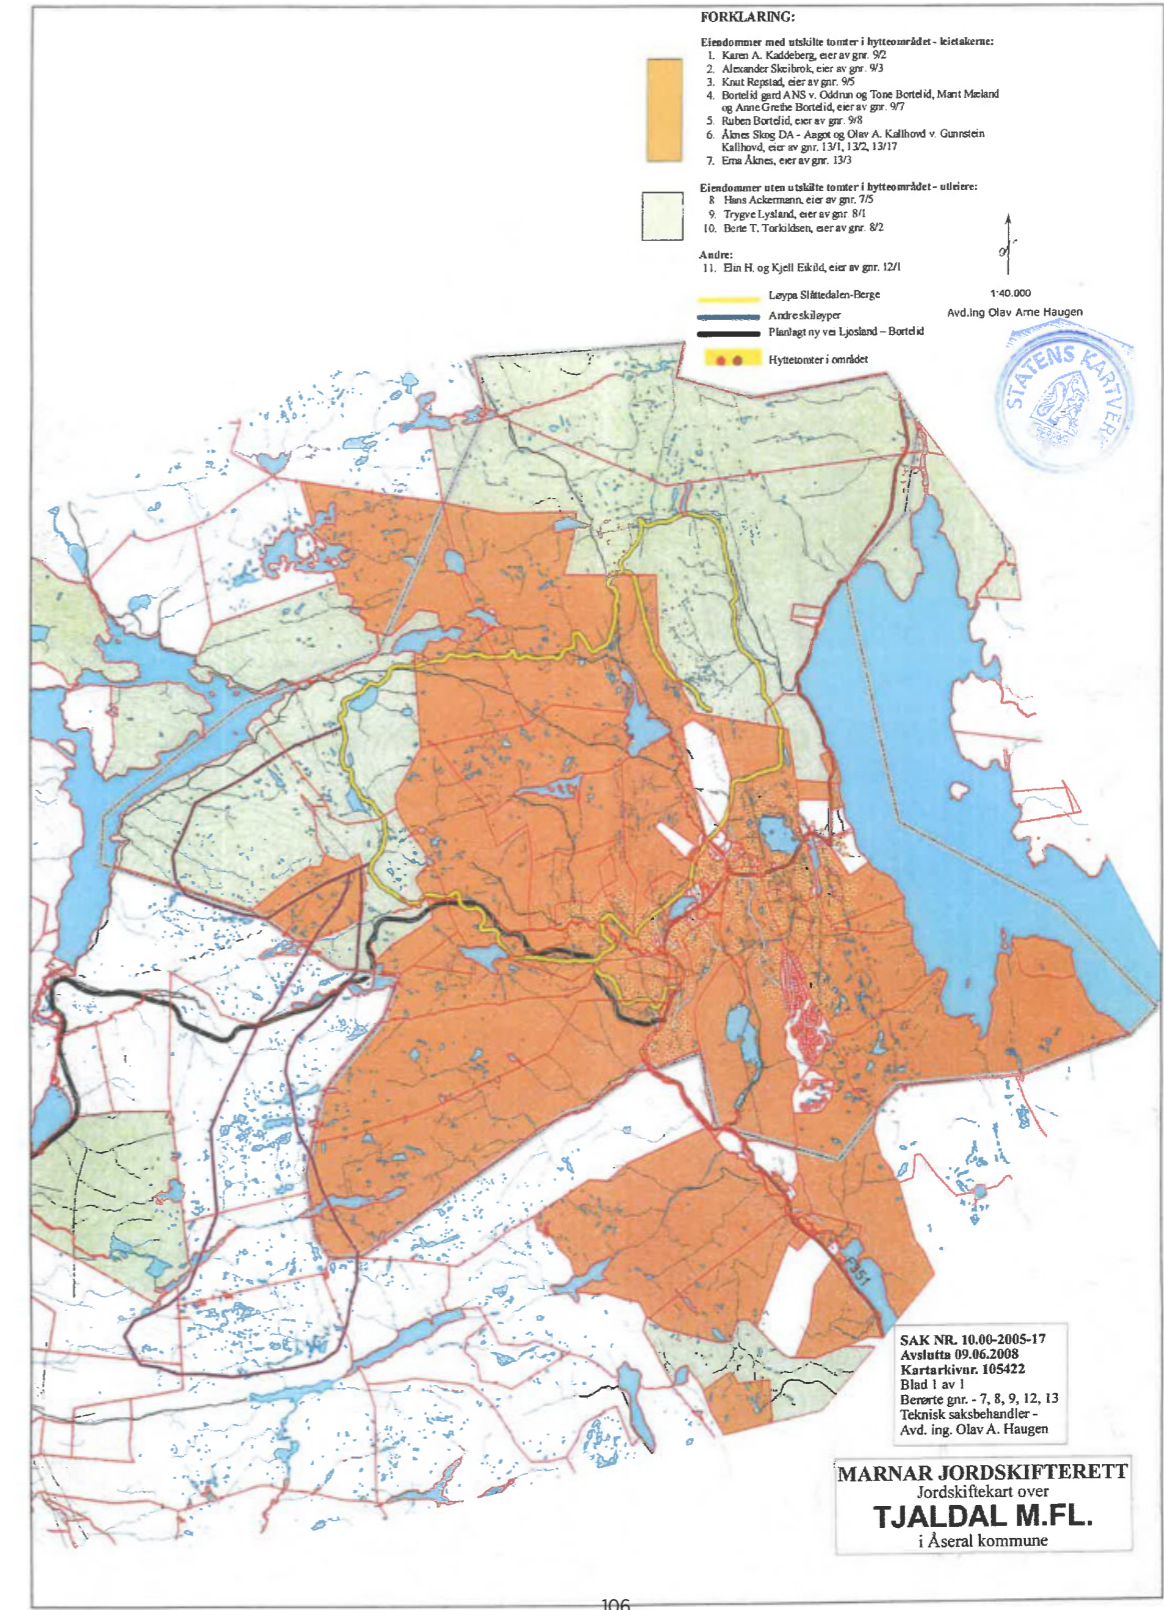 FORKLARING:
Eiendommer med utskilte tomter i hytteområdet - leietakerne:
1. Karen A. Kaddeberg, eier av gnr. 9/2
2. Alexander Skeibrok, eier av gnr. 9/3
3. Knut Repstad, eier av gnr. 9/5
4. Bortelid gard ANS v. Oddrun og Tone Bortelid, Marit Mæland
og Anne Grethe Bortelid, eier av gnr. 9/7
5. Ruben Bortelid, eier av gnr. 9/8
6. Åknes Skog DA - Aagot og Olav A. Kallhovd v. Gunnstein
Kallhovd, eier av gnr. 13/1, 13/2, 13/17
7. Erna Åknes, eier av gnr. 13/3
Eiendommer uten utskilte tomter i hytteområdet - utleiere:
8 Hans Ackermann, eier av gnr. 7/5
9. Trygve Lysland, eier av gnr. 8/1
10. Berte T. Torkildsen, eier av gnr. 8/2
Andre:
11. Elin H. og Kjell Eikild, eier av gnr. 12/1
Løypa Slåttedalen-Berge
Andre skiløyper
Planlagt ny vei Ljosland – Bortelid
Hyttetomter i området
1:40.000
Avd.ing Olav Arne Haugen
STATENS KARTVERK
F351
SAK NR. 10.00-2005-17
Avslutta 09.06.2008
Kartarkivnr. 105422
Blad 1 av 1
Berørte gnr. - 7, 8, 9, 12, 13
Teknisk saksbehandler -
Avd. ing. Olav A. Haugen
MARNAR JORDSKIFTERETT
Jordskiftekart over
TJALDAL M.FL.
i Åseral kommune
106